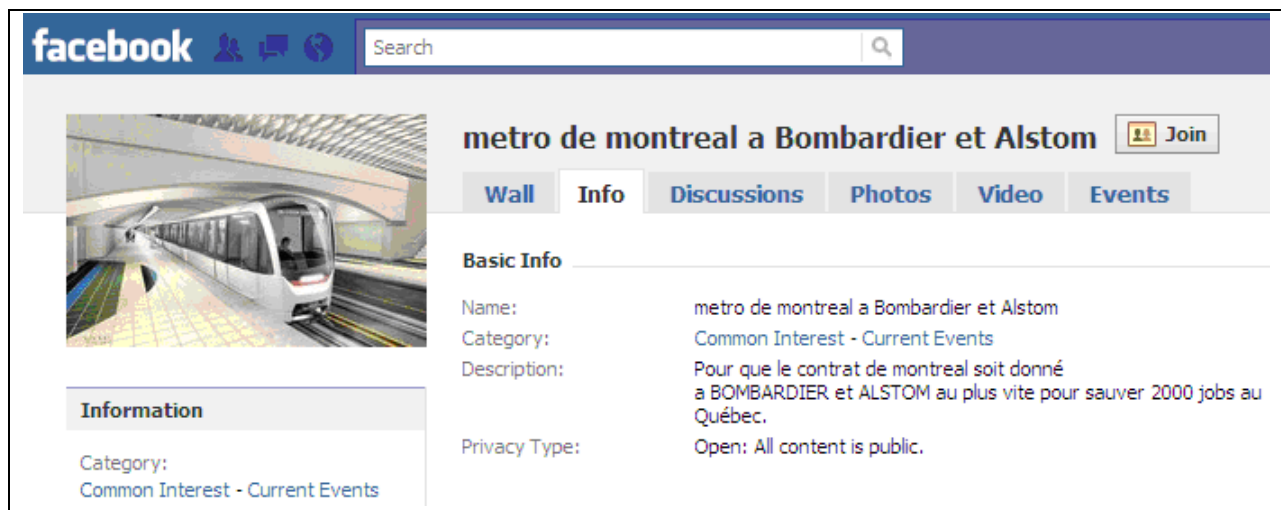 facebook
Search
metro de montreal a Bombardier et Alstom
Join
Wall Info Discussions Photos Video Events
Basic Info
Name: metro de montreal a Bombardier et Alstom
Category: Common Interest - Current Events
Description: Pour que le contrat de montreal soit donné
a BOMBARDIER et ALSTOM au plus vite pour sauver 2000 jobs au
Québec.
Privacy Type: Open: All content is public.
Information
Category:
Common Interest - Current Events